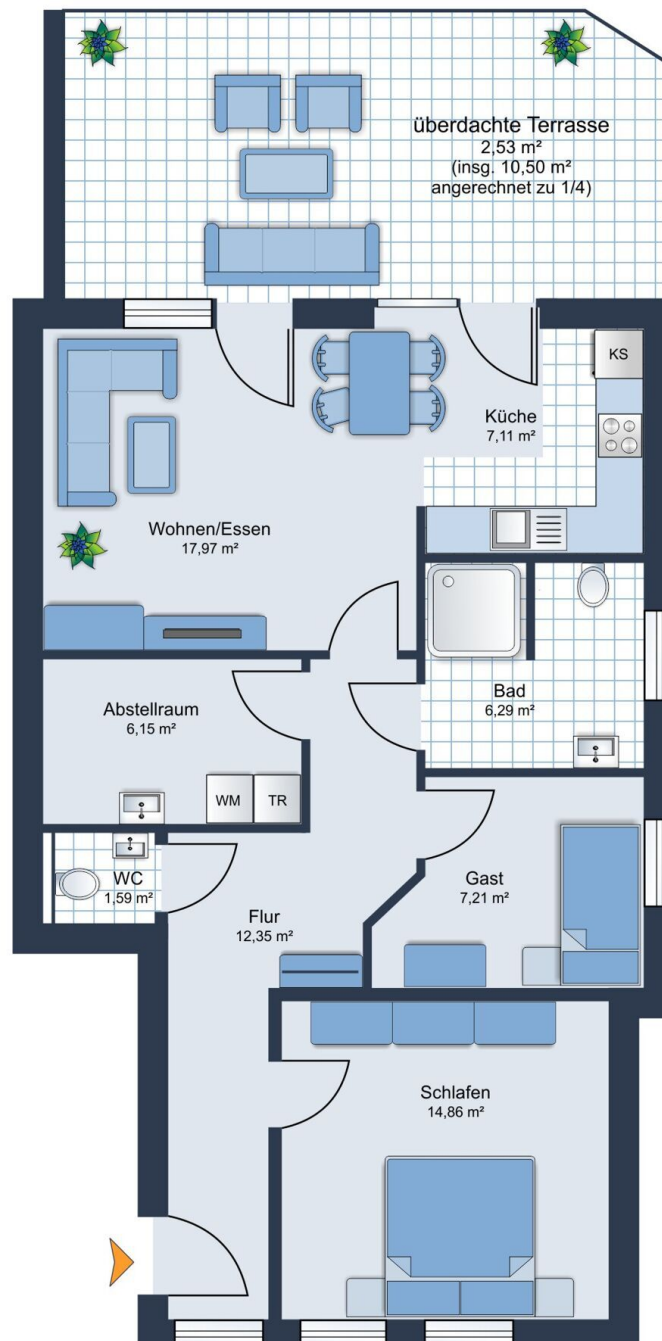 überdachte Terrasse
2,53 m²
(insg. 10,50 m²
angerechnet zu 1/4)
KS
Küche
7,11 m²
Wohnen/Essen
17,97 m²
Bad
6,29 m²
Abstellraum
6,15 m²
WM
TR
WC
1,59 m²
Gast
7,21 m²
Flur
12,35 m²
Schlafen
14,86 m²